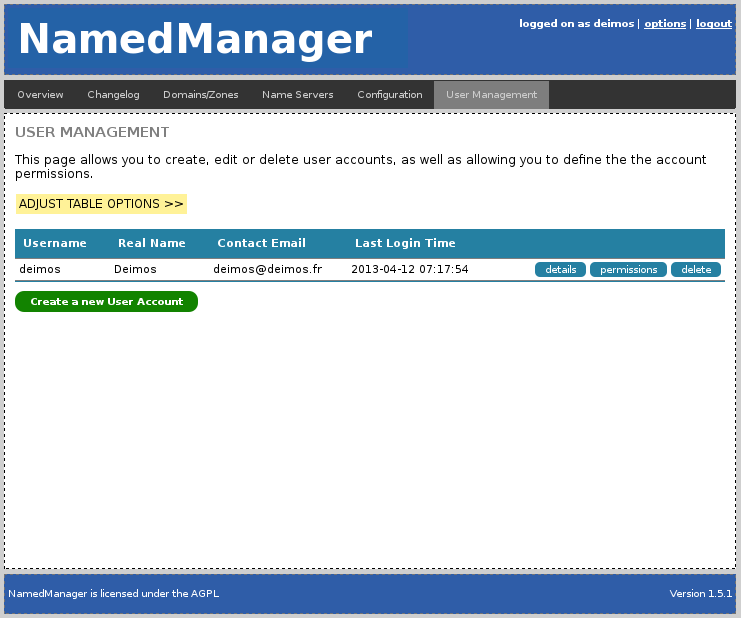 NamedManager
logged on as deimos | options | logout
Overview Changelog Domains/Zones Name Servers Configuration User Management
USER MANAGEMENT
This page allows you to create, edit or delete user accounts, as well as allowing you to define the the account
permissions.
ADJUST TABLE OPTIONS >>
Username Real Name Contact Email Last Login Time
deimos Deimos deimos@deimos.fr 2013-04-12 07:17:54 details permissions delete
Create a new User Account
NamedManager is licensed under the AGPL Version 1.5.1